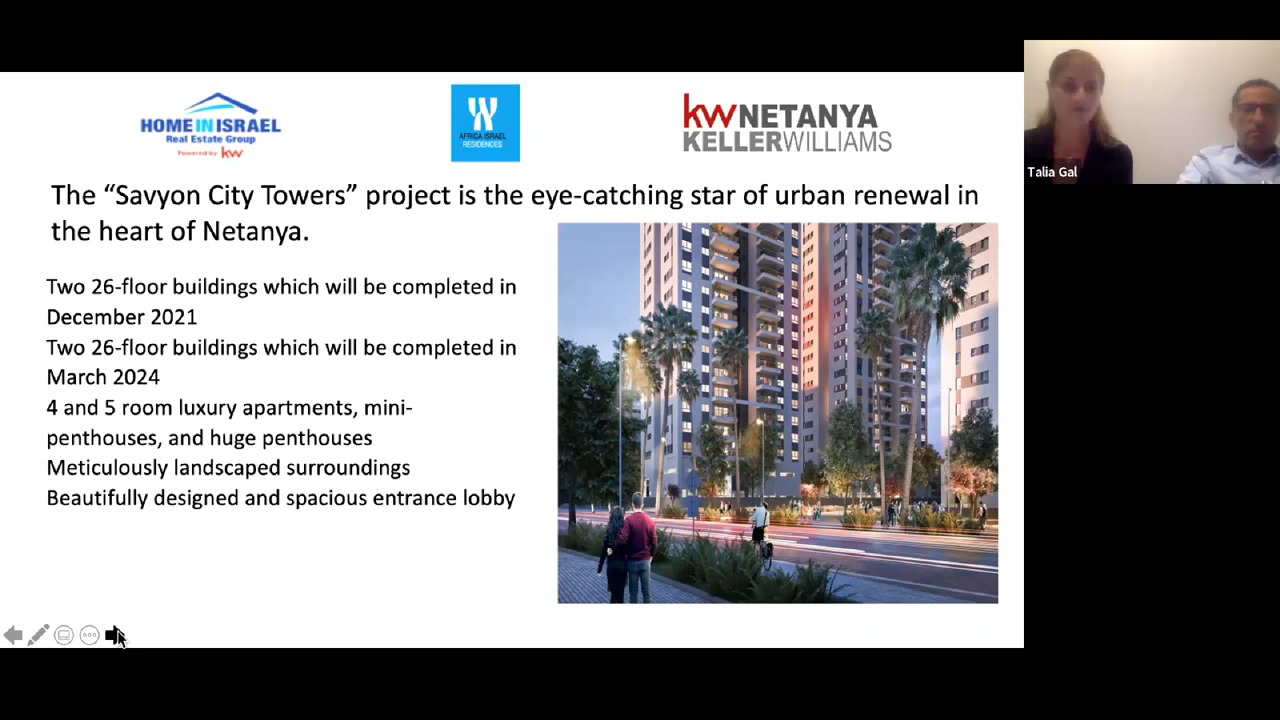 HOME IN ISRAEL
Real Estate Group
Powered by kw
AFRICA ISRAEL
RESIDENCES
kwNETANYA
KELLERWILLIAMS
Talia Gal
The “Savyon City Towers” project is the eye-catching star of urban renewal in
the heart of Netanya.
Two 26-floor buildings which will be completed in
December 2021
Two 26-floor buildings which will be completed in
March 2024
4 and 5 room luxury apartments, mini-
penthouses, and huge penthouses
Meticulously landscaped surroundings
Beautifully designed and spacious entrance lobby